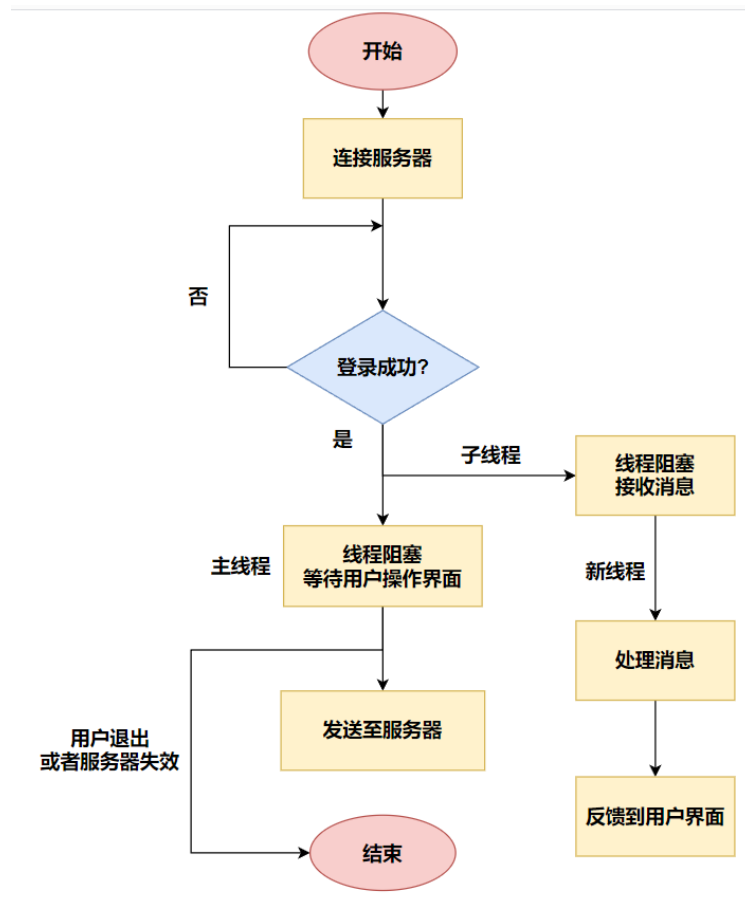 开始
连接服务器
否
登录成功?
是
子线程
线程阻塞
接收消息
主线程
线程阻塞
等待用户操作界面
新线程
处理消息
发送至服务器
用户退出
或者服务器失效
反馈到用户界面
结束